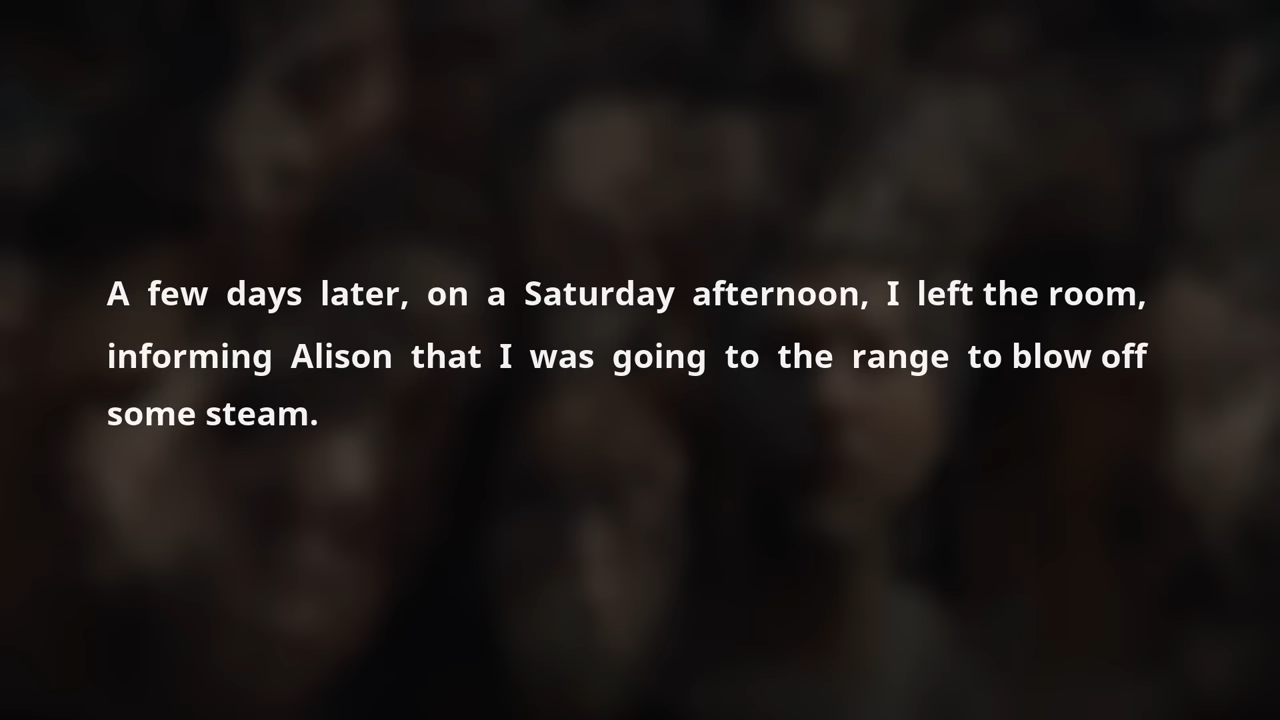 A few days later, on a Saturday afternoon, I left the room,
informing Alison that I was going to the range to blow off
some steam.